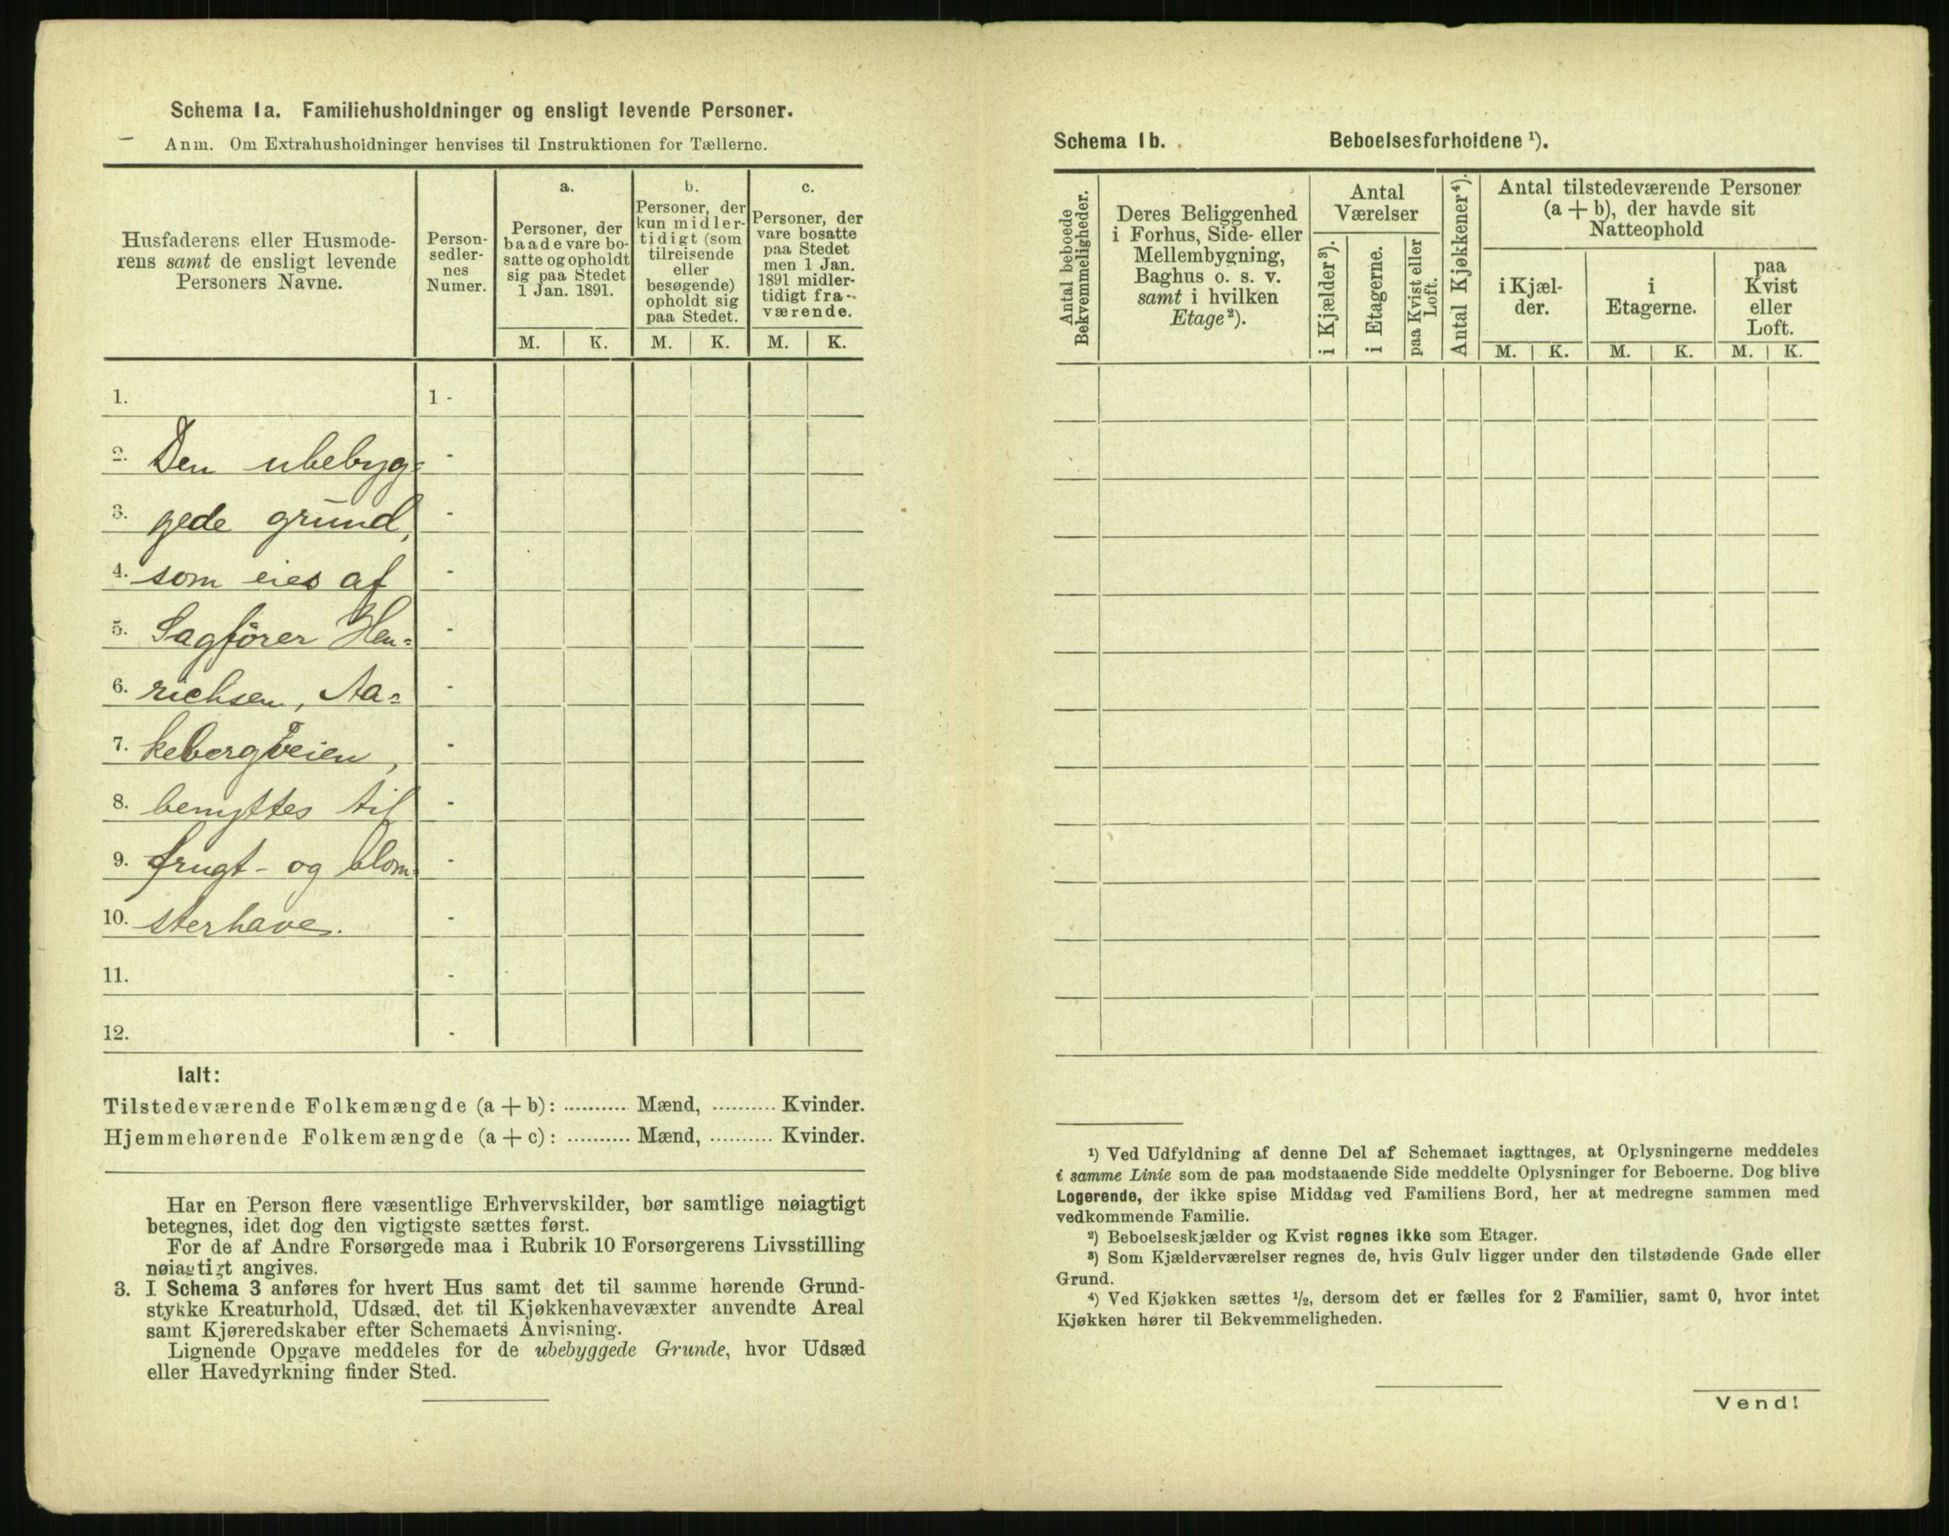 Schema 1a. Familiehusholdninger og ensligt levende Personer.
Anm. Om Extrahusholdninger henvises til Instruktionen for Tællerne.
Husfaderens eller Husmode-
rens samt de ensligt levende
Personers Navne.
Person-
sedler-
nes
Numer.
a.
Personer, der
baade vare bo-
satte og opholdt
sig paa Stedet
1 Jan. 1891.
b.
Personer, der
kun midler-
tidigt (som
tilreisende
eller
besøgende)
opholdt sig
paa Stedet.
c.
Personer, der
vare bosatte
paa Stedet
men 1 Jan.
1891 midler-
tidigt fra-
værende.
M. K. M. K. M. K.
1. 1 -
2. Den ubebyg= -
3. gede grund, -
4. som eies af -
5. Sagfører Hen= -
6. richsen, Aa= -
7. kebergveien, -
8. benyttes til -
9. frugt- og blom- -
10. sterhave. -
11. -
12. -
Ialt:
Tilstedeværende Folkemængde (a + b): .......... Mænd, .......... Kvinder.
Hjemmehørende Folkemængde (a + c): .......... Mænd, .......... Kvinder.
Har en Person flere væsentlige Erhvervskilder, bør samtlige nøiagtigt
betegnes, idet dog den vigtigste sættes først.
For de af Andre Forsørgede maa i Rubrik 10 Forsørgerens Livsstilling
nøiagtigt angives.
3. I Schema 3 anføres for hvert Hus samt det til samme hørende Grund-
stykke Kreaturhold, Udsæd, det til Kjøkkenhavevæxter anvendte Areal
samt Kjøreredskaber efter Schemaets Anvisning.
Lignende Opgave meddeles for de ubebyggede Grunde, hvor Udsæd
eller Havedyrkning finder Sted.
Schema 1b. Beboelsesforholdene ¹).
Antal beboede
Bekvemmeligheder.
Deres Beliggenhed
i Forhus, Side- eller
Mellembygning,
Baghus o. s. v.
samt i hvilken
Etage²).
Antal
Værelser
i Kjælder³).
i Etagerne.
paa Kvist eller
Loft.
Antal Kjøkkener⁴).
Antal tilstedeværende Personer
(a + b), der havde sit
Natteophold
i Kjæl-
der.
i
Etagerne.
paa
Kvist
eller
Loft.
M. K. M. K. M. K.
¹) Ved Udfyldning af denne Del af Schemaet iagttages, at Oplysningerne meddeles
i samme Linie som de paa modstaaende Side meddelte Oplysninger for Beboerne. Dog blive
Logerende, der ikke spise Middag ved Familiens Bord, her at medregne sammen med
vedkommende Familie.
²) Beboelseskjælder og Kvist regnes ikke som Etager.
³) Som Kjælderværelser regnes de, hvis Gulv ligger under den tilstødende Gade eller
Grund.
⁴) Ved Kjøkken sættes ½, dersom det er fælles for 2 Familier, samt 0, hvor intet
Kjøkken hører til Bekvemmeligheden.
Vend!